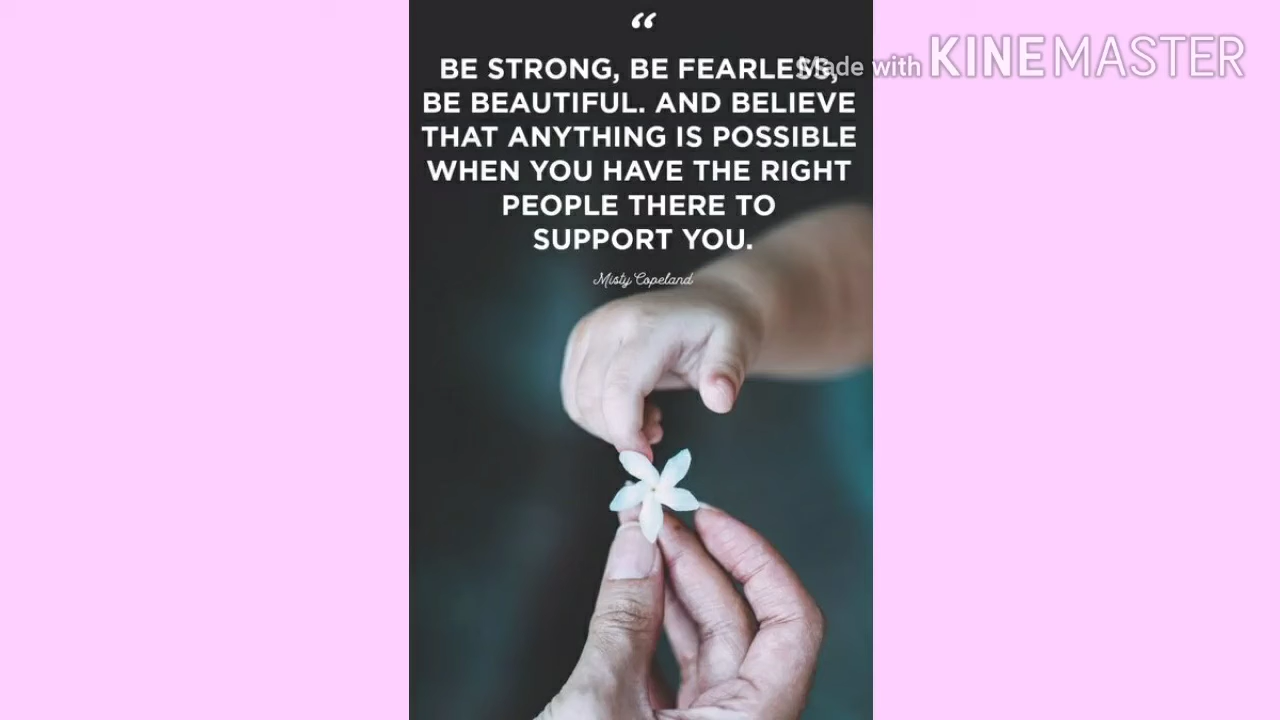 “
BE STRONG, BE FEARLESS,
BE BEAUTIFUL. AND BELIEVE
THAT ANYTHING IS POSSIBLE
WHEN YOU HAVE THE RIGHT
PEOPLE THERE TO
SUPPORT YOU.
Misty Copeland
Made with KINEMASTER